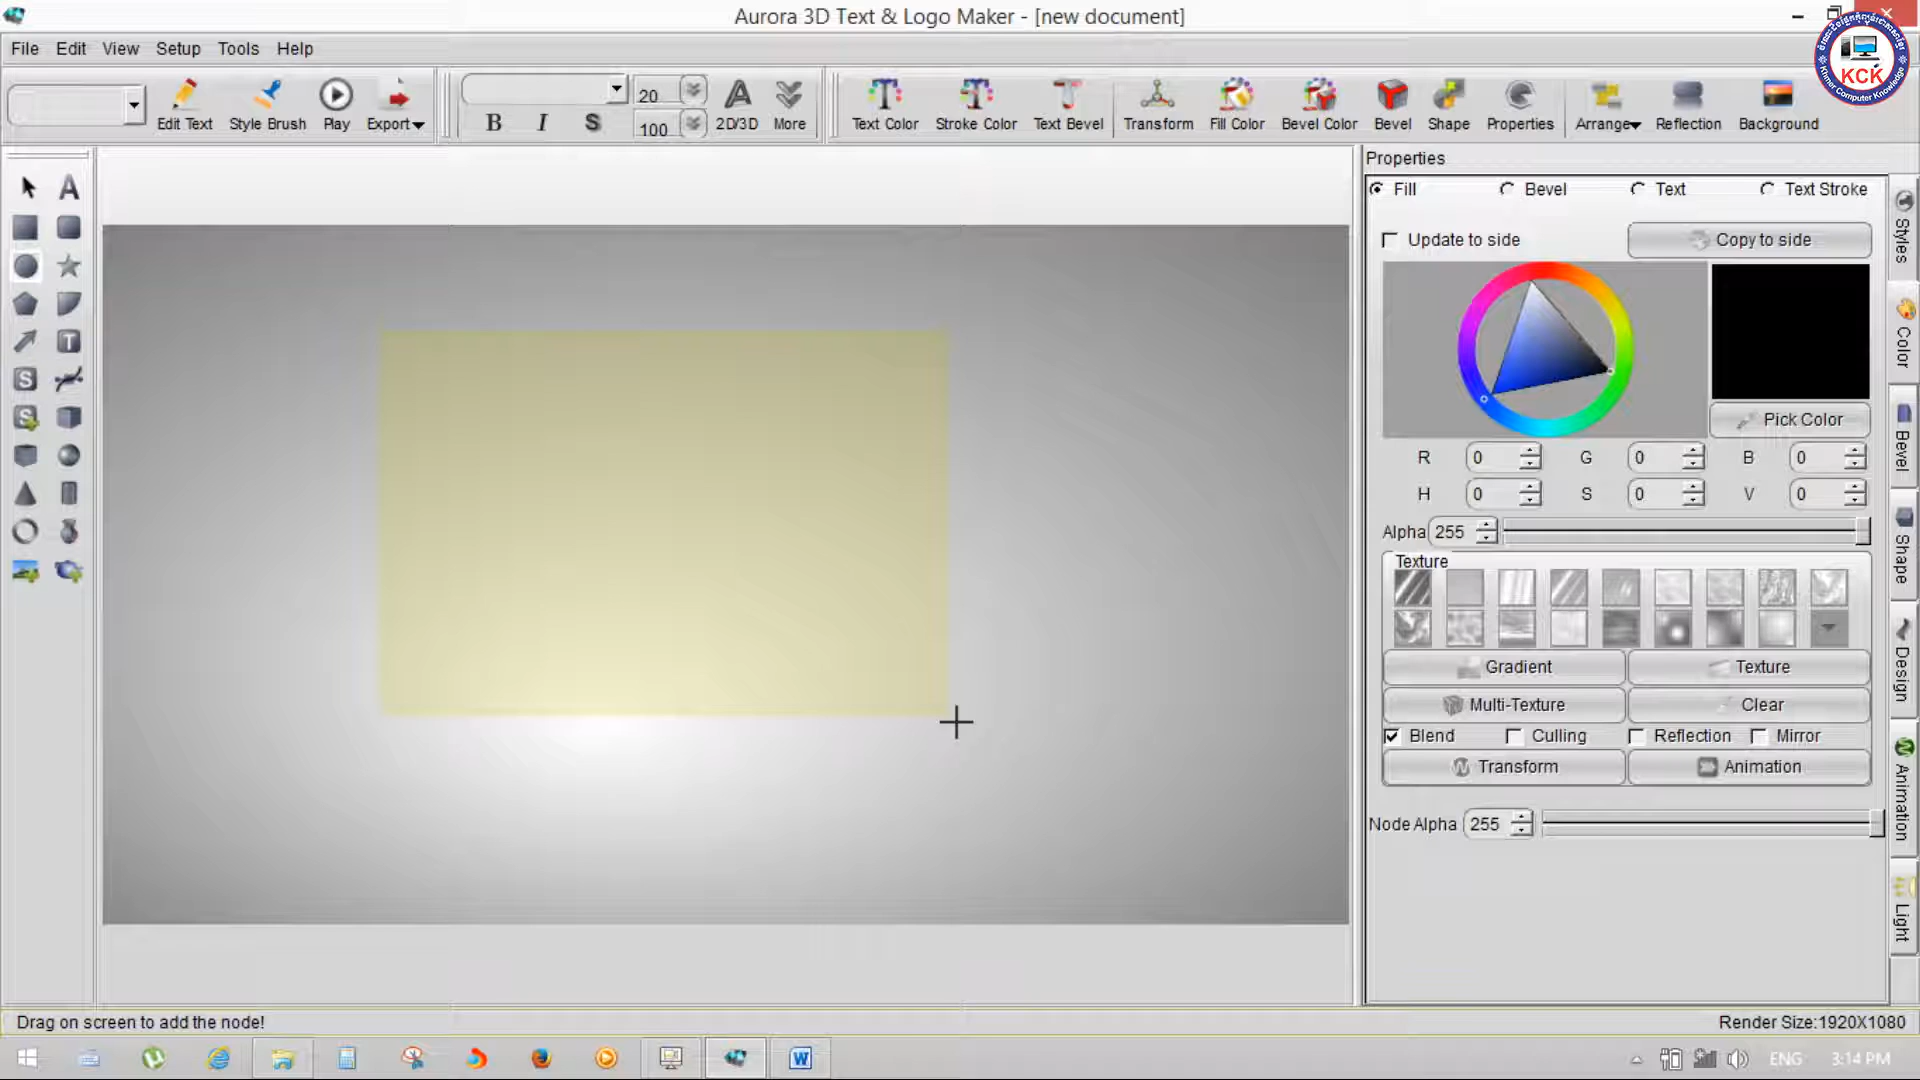 Aurora 3D Text & Logo Maker - [new document]
File Edit View Setup Tools Help
KCK
Khmer Computer Knowledge
Edit Text Style Brush Play Export
20
100
B I S 2D/3D More
Text Color Stroke Color Text Bevel Transform Fill Color Bevel Color Bevel Shape Properties Arrange Reflection Background
Properties
Fill Bevel Text Text Stroke
Update to side Copy to side
Pick Color
R 0 G 0 B 0
H 0 S 0 V 0
Alpha 255
Texture
Gradient Texture
Multi-Texture Clear
Blend Culling Reflection Mirror
Transform Animation
Node Alpha 255
Styles
Color
Bevel
Shape
Design
Animation
Light
Drag on screen to add the node!
Render Size:1920X1080
ENG 3:14 PM